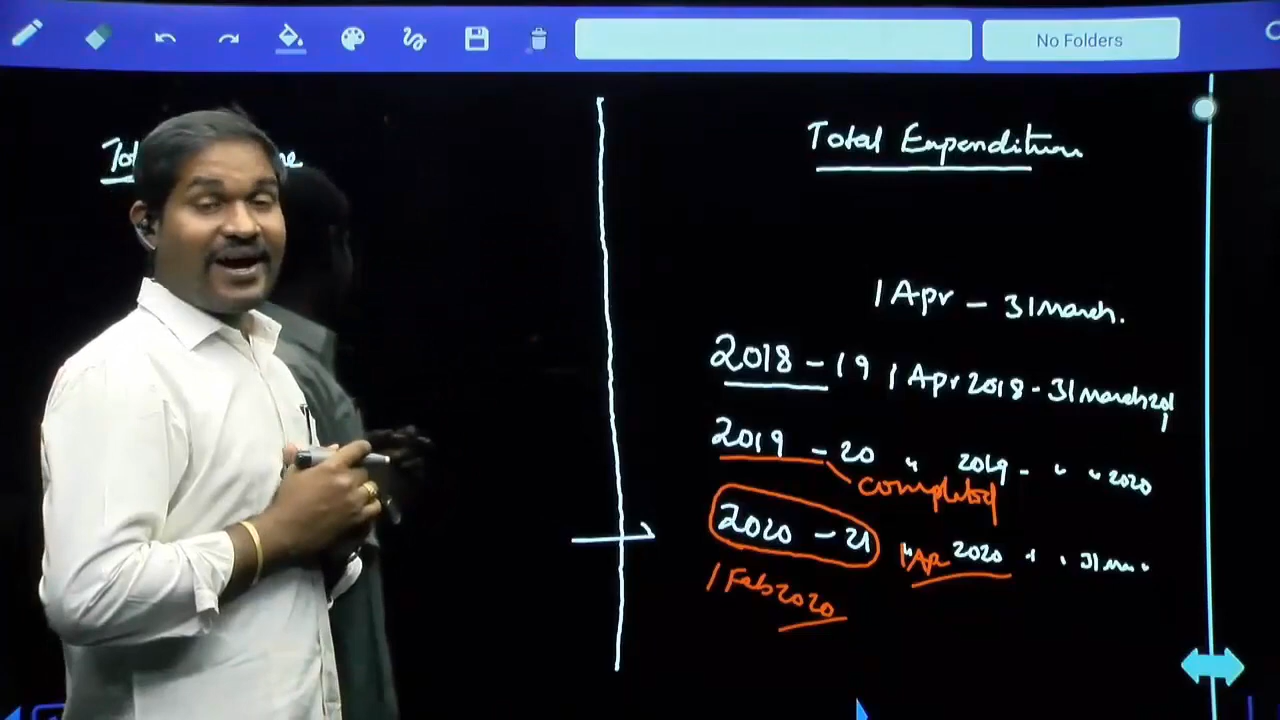 No Folders
Total Expenditure
1 Apr - 31 March.
2018 - 19 1 Apr 2018 - 31 March 201
2019 - 20 " 2019 - " " 2020
completed
2020 - 21 1 Apr 2020 " " 31 Mar
1 Feb 2020